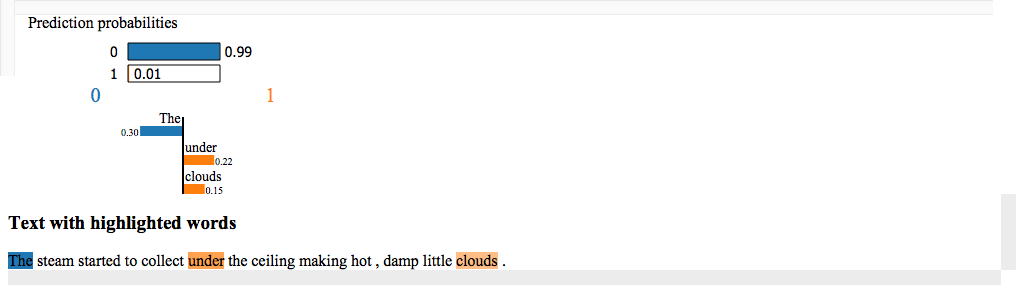 Prediction probabilities
0 0.99
1 0.01
0 1
The
0.30
under
0.22
clouds
0.15
Text with highlighted words
The steam started to collect under the ceiling making hot , damp little clouds .